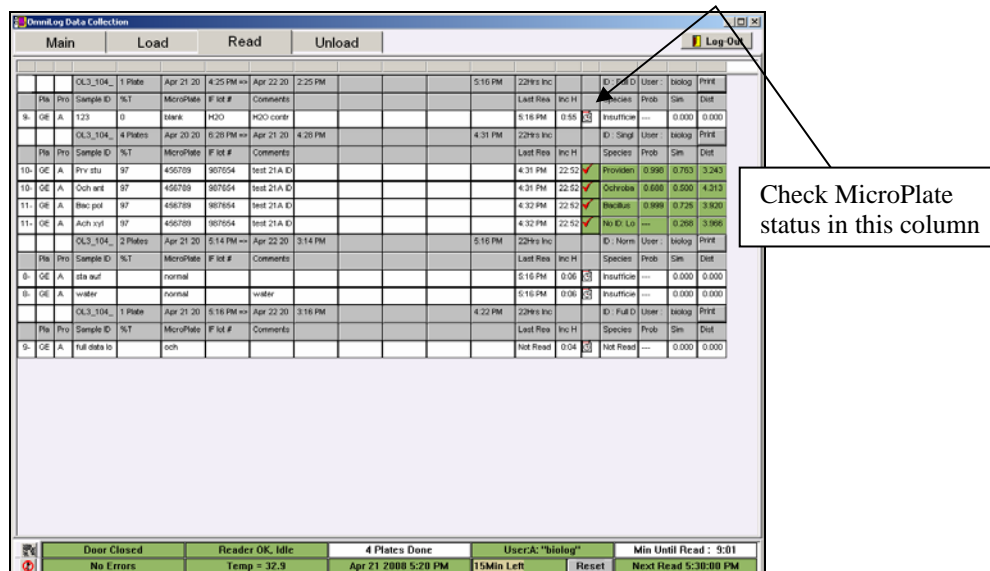 OmniLog Data Collection
Main Load Read Unload Log-Out
OL3_104_ 1 Plate Apr 21 20 4:25 PM => Apr 22 20 2:25 PM 5:16 PM 22Hrs Inc ID : Full D User : biolog Print
Pla Pro Sample ID %T MicroPlate IF lot # Comments Last Rea Inc H Species Prob Sim Dist
9- GE A 123 0 blank H2O H2O contr 5:16 PM 0:55 Insufficie --- 0.000 0.000
OL3_104_ 4 Plates Apr 20 20 6:28 PM => Apr 21 20 4:28 PM 4:31 PM 22Hrs Inc ID : Singl User : biolog Print
Pla Pro Sample ID %T MicroPlate IF lot # Comments Last Rea Inc H Species Prob Sim Dist
10- GE A Prv stu 97 456789 987654 test 21A ID 4:31 PM 22:52 Providen 0.998 0.763 3.243
10- GE A Och ant 97 456789 987654 test 21A ID 4:31 PM 22:52 Ochroba 0.500 4.313
11- GE A Bac pol 97 456789 987654 test 21A ID 4:32 PM 22:52 Bacillus 0.999 0.725 3.920
11- GE A Ach xyl 97 456789 987654 test 21A ID 4:32 PM 22:52 No ID: Lo --- 0.268 3.966
OL3_104_ 2 Plates Apr 21 20 5:14 PM => Apr 22 20 3:14 PM 5:16 PM 22Hrs Inc ID : Norm User : biolog Print
Pla Pro Sample ID %T MicroPlate IF lot # Comments Last Rea Inc H Species Prob Sim Dist
8- GE A sta auf normal 5:16 PM 0:06 Insufficie --- 0.000 0.000
8- GE A water normal water 5:16 PM 0:06 Insufficie --- 0.000 0.000
OL3_104_ 1 Plate Apr 21 20 5:16 PM => Apr 22 20 3:16 PM 4:22 PM 22Hrs Inc ID : Full D User : biolog Print
Pla Pro Sample ID %T MicroPlate IF lot # Comments Last Rea Inc H Species Prob Sim Dist
9- GE A full data lo och Not Read 0:04 Not Read --- 0.000 0.000
Check MicroPlate
status in this column
Door Closed Reader OK, Idle 4 Plates Done User:A: "biolog" Min Until Read : 9:01
No Errors Temp = 32.9 Apr 21 2008 5:20 PM 15Min Left Reset Next Read 5:30:00 PM